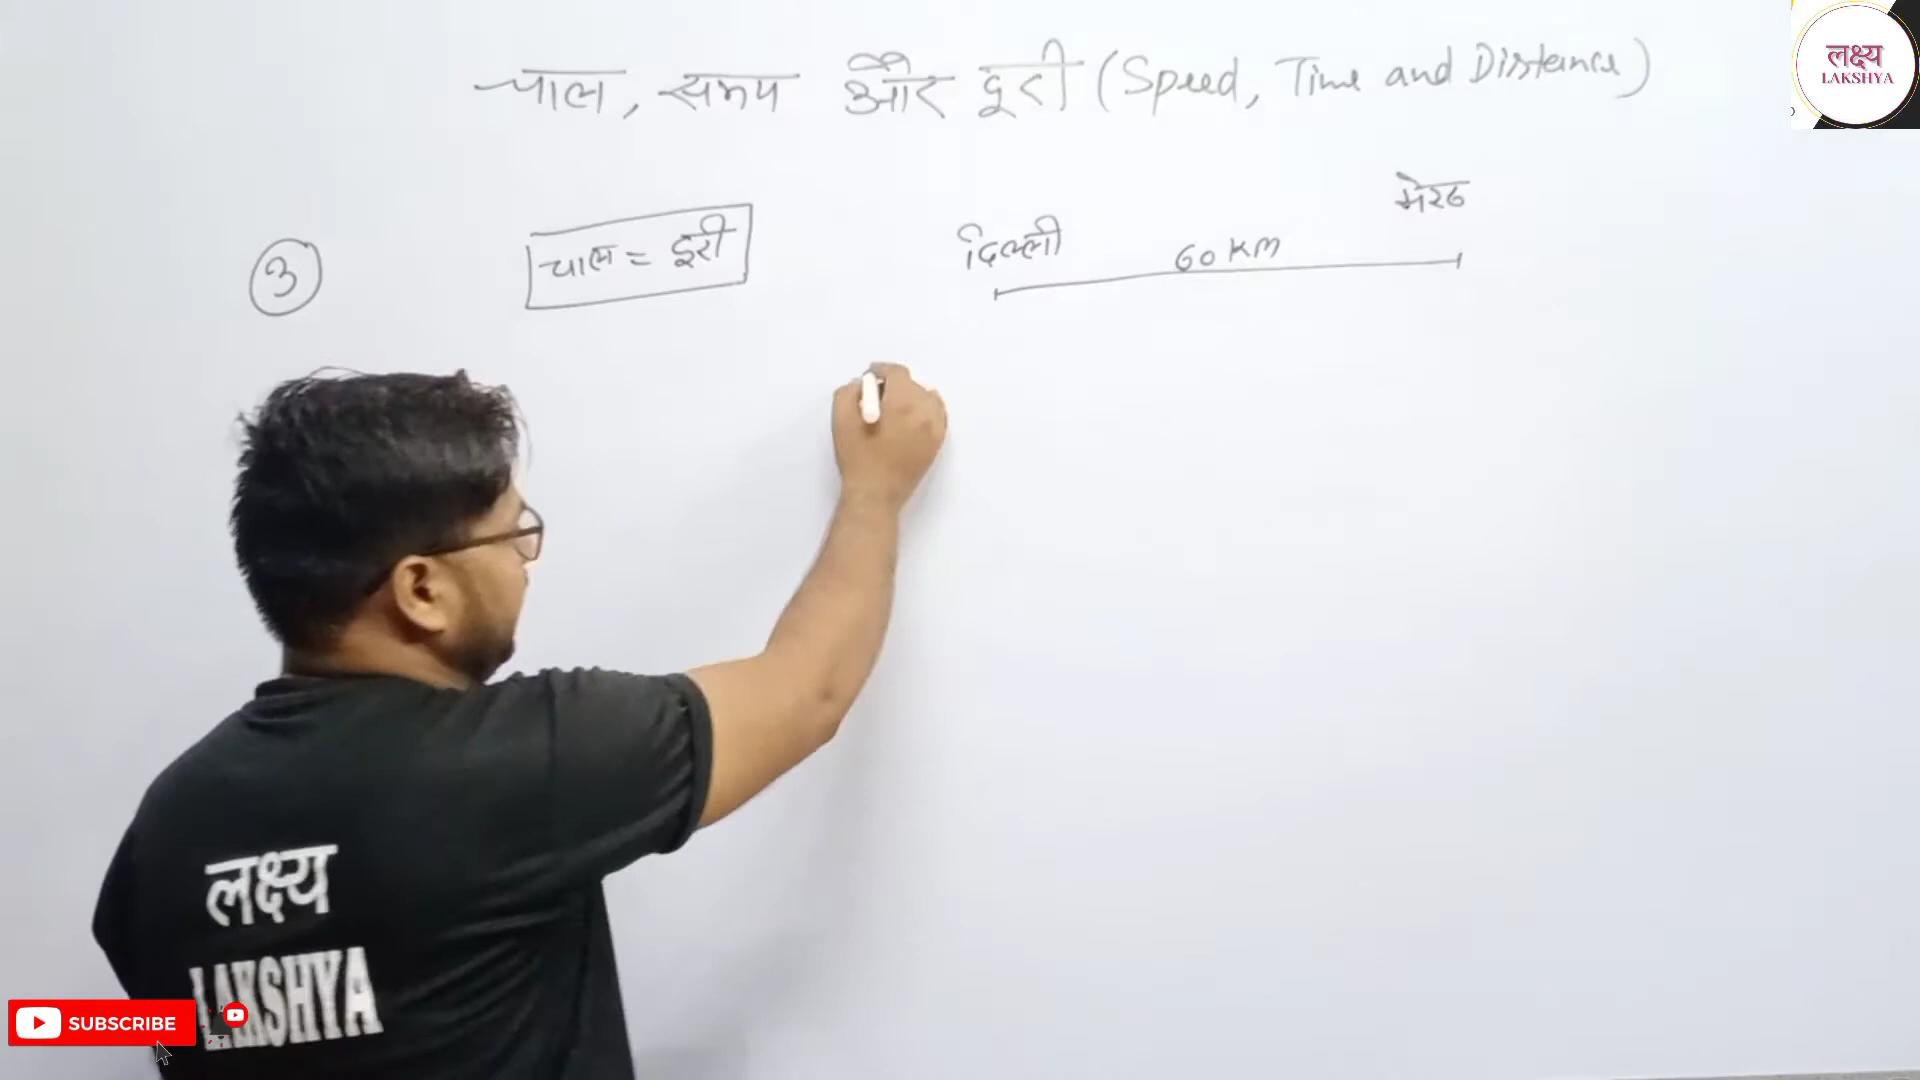 चाल, समय और दूरी (Speed, Time and Distance)
लक्ष्य
LAKSHYA
3
चाल = दूरी
दिल्ली
60 KM
मेरठ
लक्ष्य
LAKSHYA
SUBSCRIBE